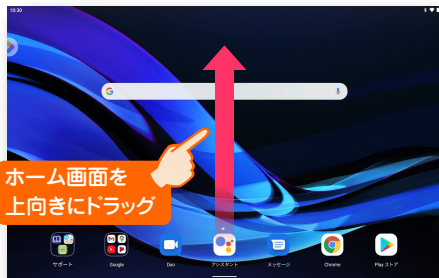 10:30
G
ホーム画面を
上向きにドラッグ
サポート
Google
Duo
アシスタント
メッセージ
Chrome
Play ストア